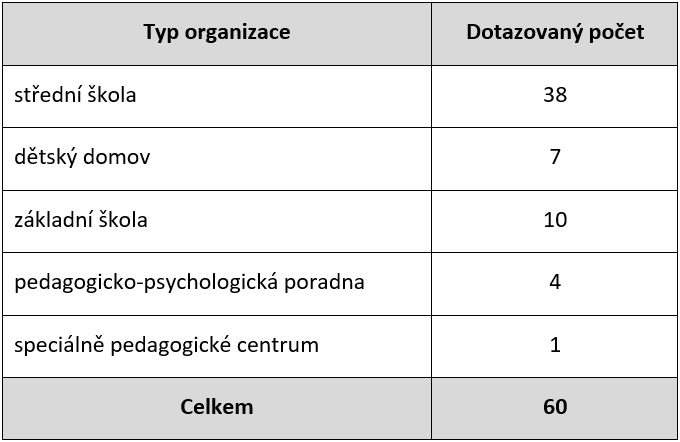 Typ organizace Dotazovaný počet
střední škola 38
dětský domov 7
základní škola 10
pedagogicko-psychologická poradna 4
speciálně pedagogické centrum 1
Celkem 60